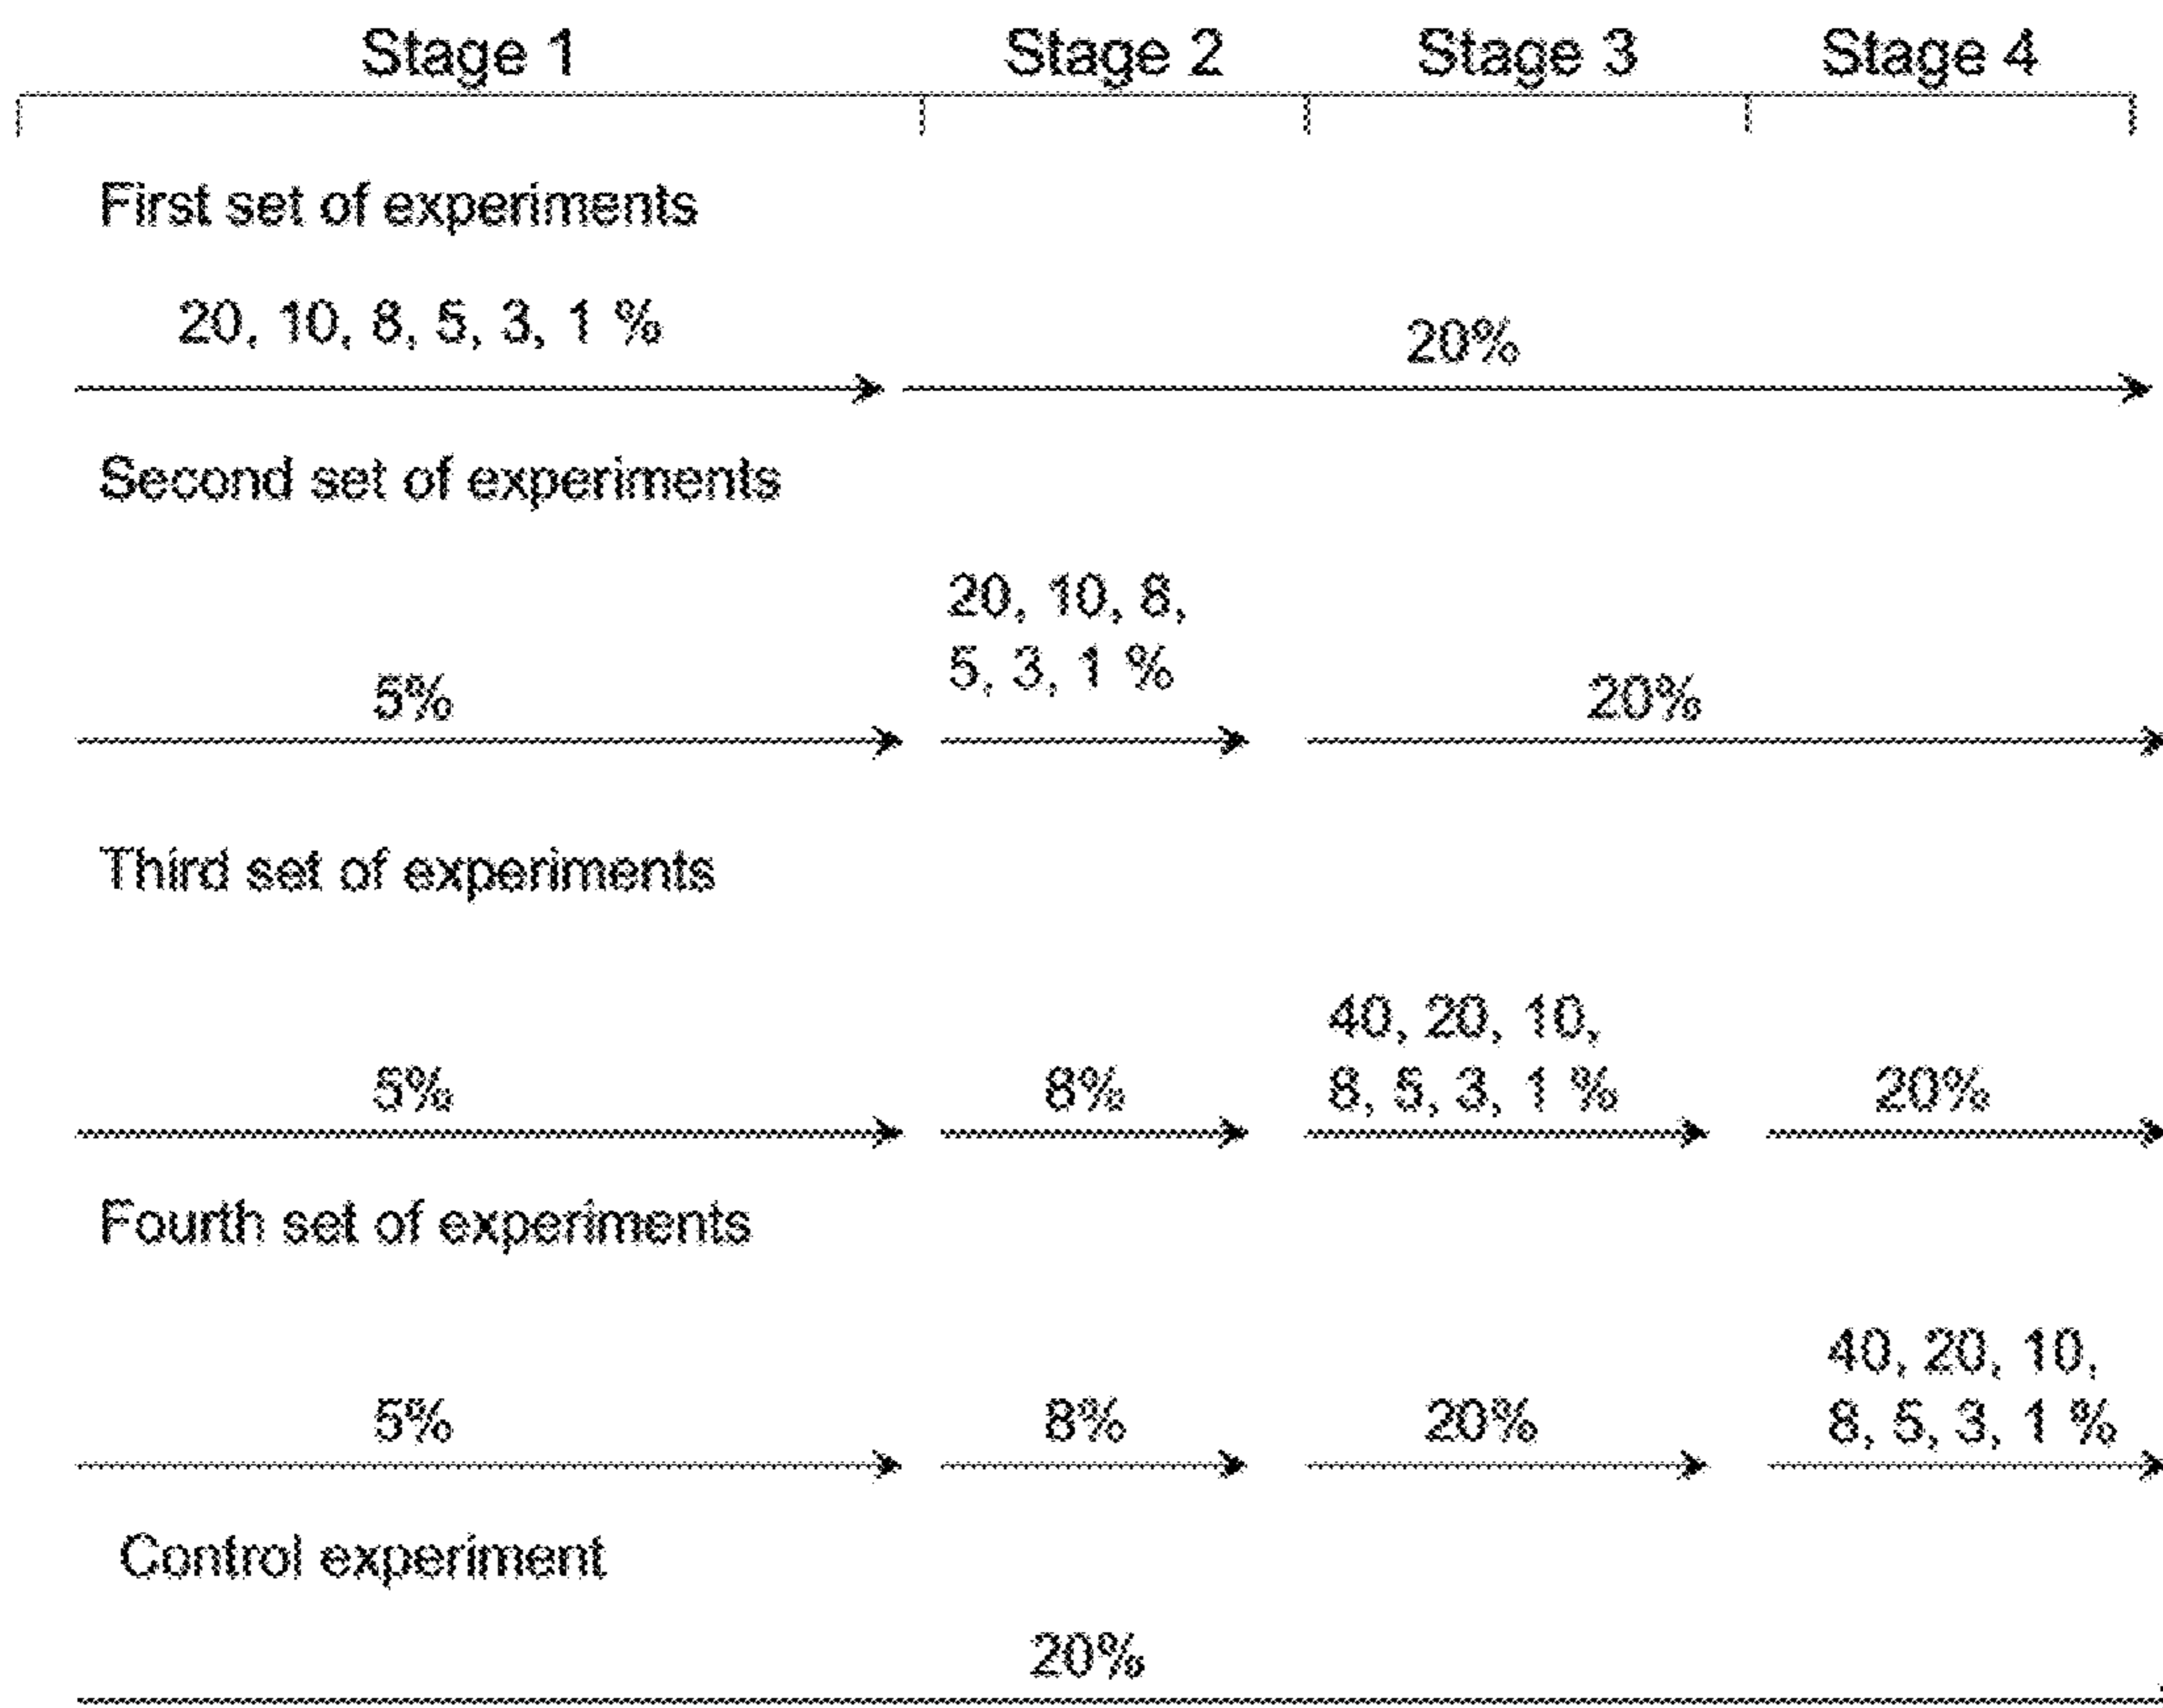 Stage 1 Stage 2 Stage 3 Stage 4
First set of experiments
20, 10, 8, 5, 3, 1 %
20%
Second set of experiments
20, 10, 8,
5, 3, 1 %
5%
20%
Third set of experiments
40, 20, 10,
8, 5, 3, 1 %
5%
8%
20%
Fourth set of experiments
40, 20, 10,
8, 5, 3, 1 %
5%
8%
20%
Control experiment
20%